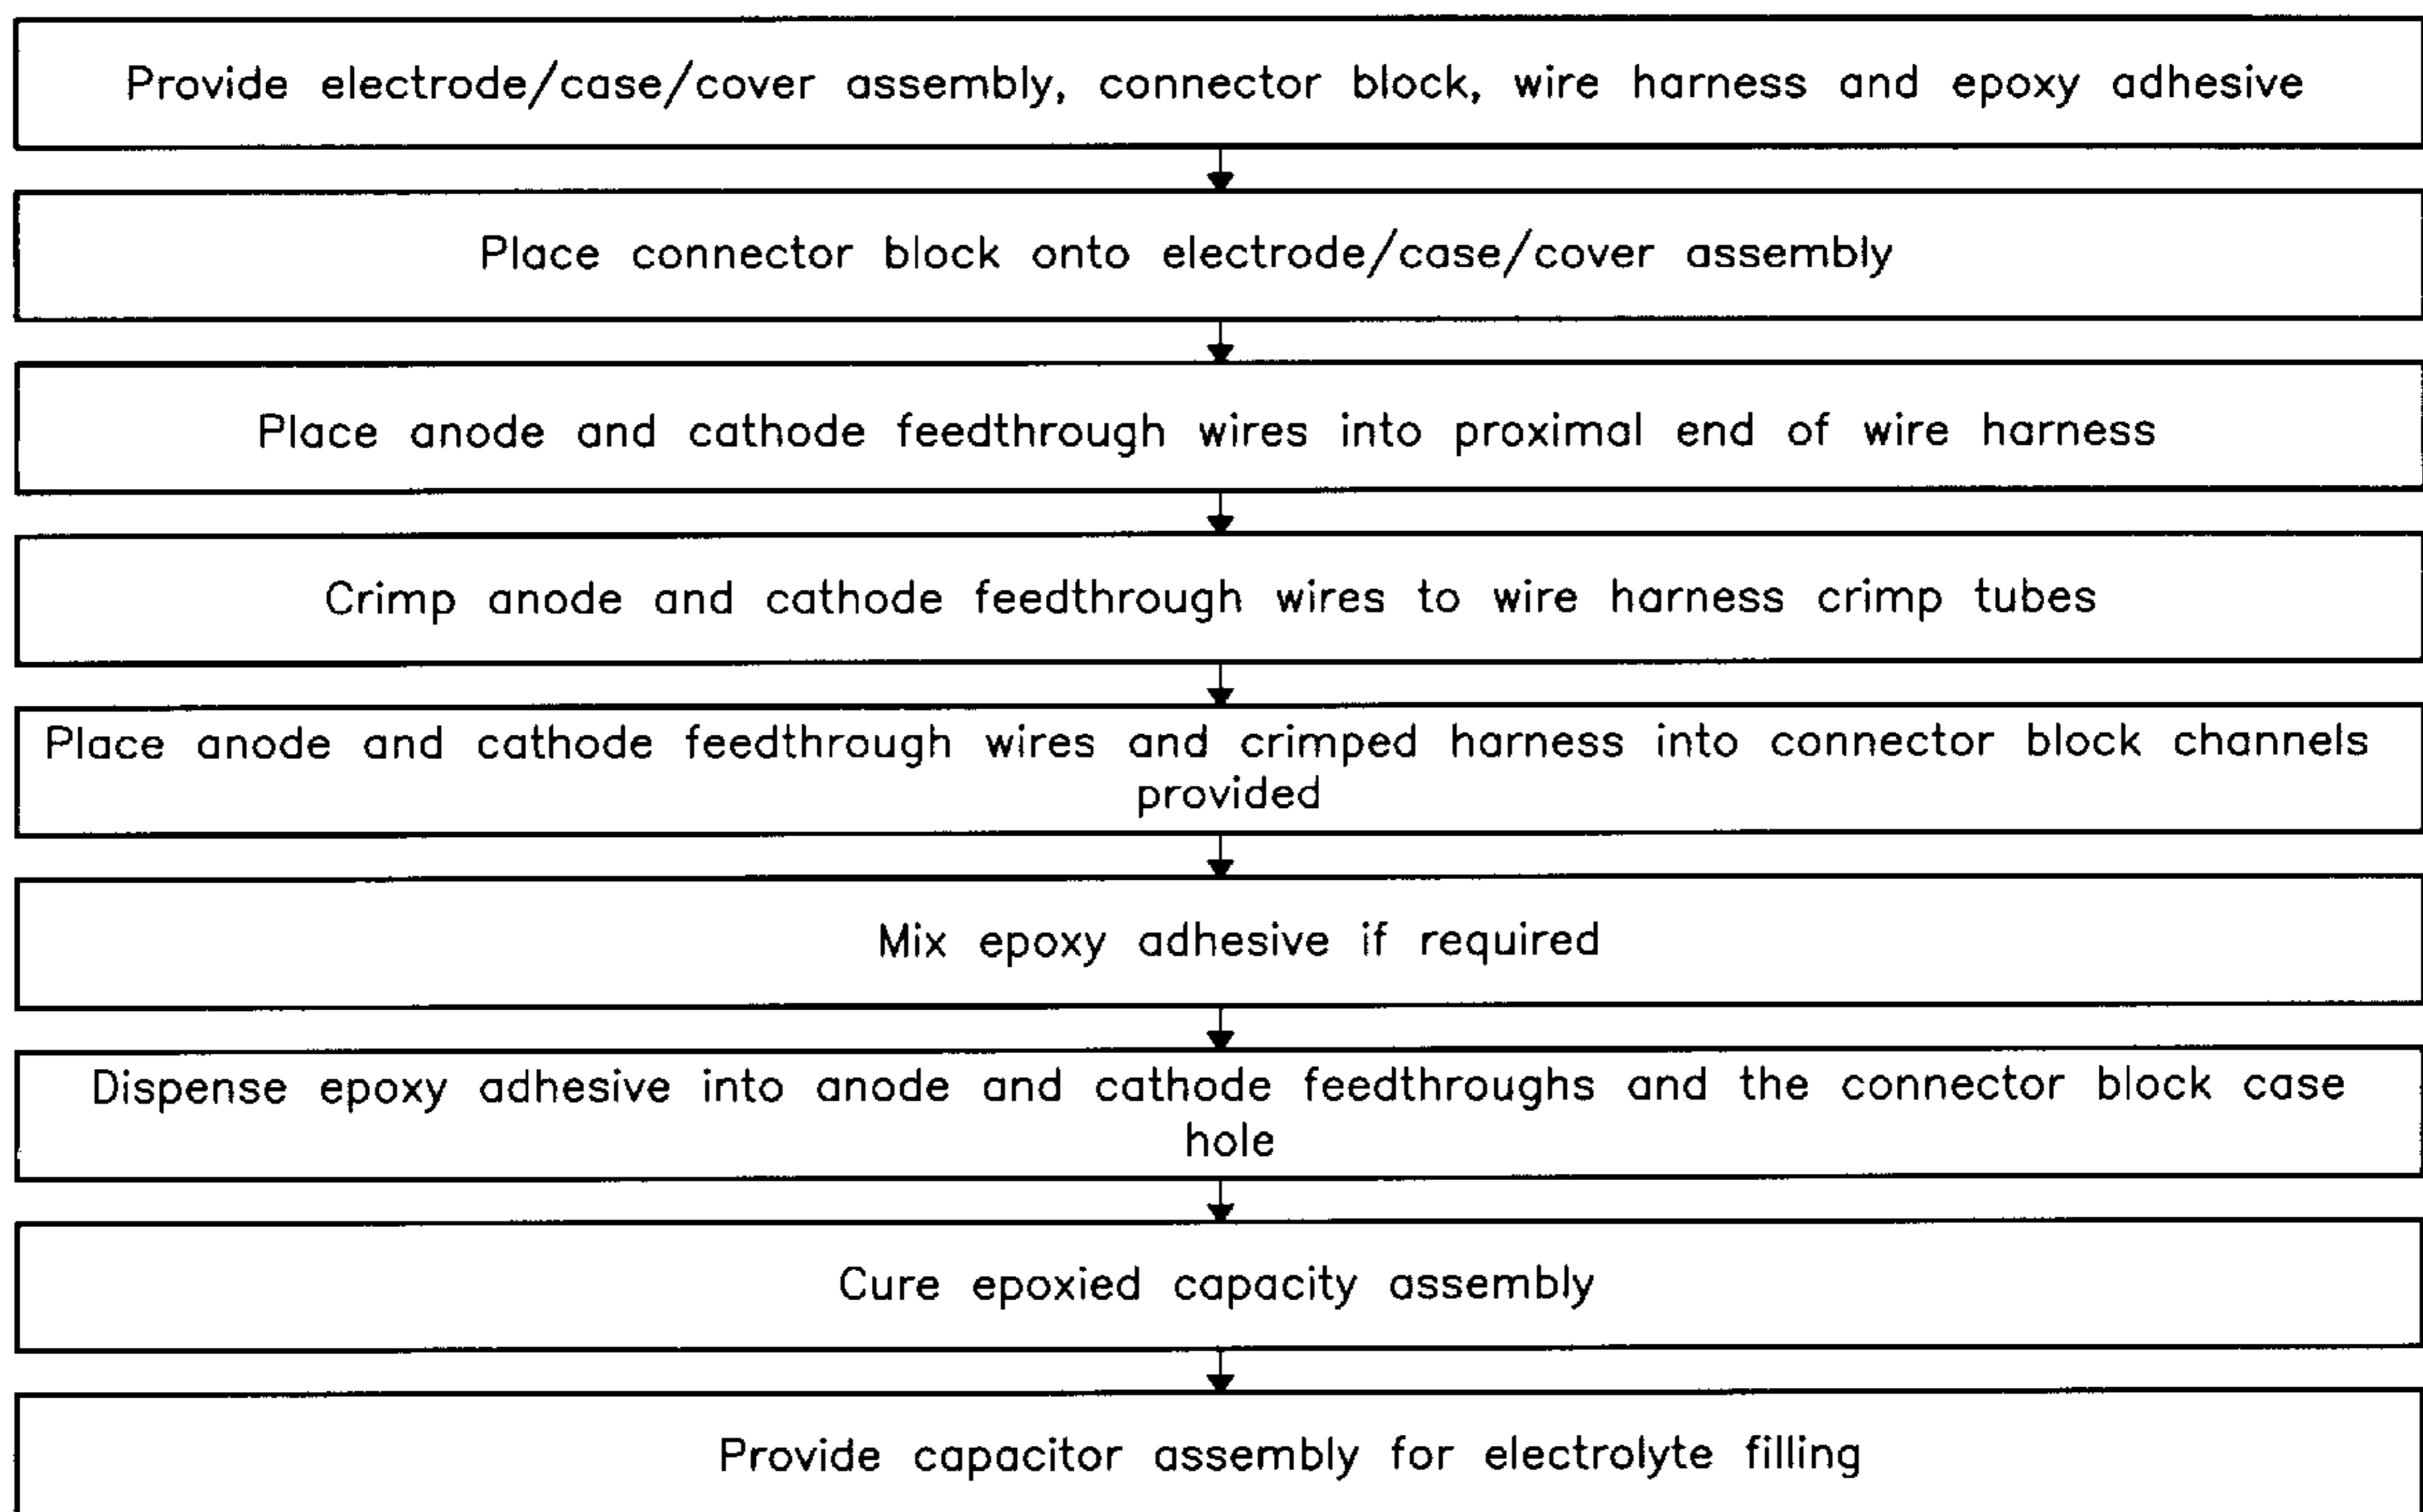 Provide electrode/case/cover assembly, connector block, wire harness and epoxy adhesive
Place connector block onto electrode/case/cover assembly
Place anode and cathode feedthrough wires into proximal end of wire harness
Crimp anode and cathode feedthrough wires to wire harness crimp tubes
Place anode and cathode feedthrough wires and crimped harness into connector block channels
provided
Mix epoxy adhesive if required
Dispense epoxy adhesive into anode and cathode feedthroughs and the connector block case
hole
Cure epoxied capacity assembly
Provide capacitor assembly for electrolyte filling